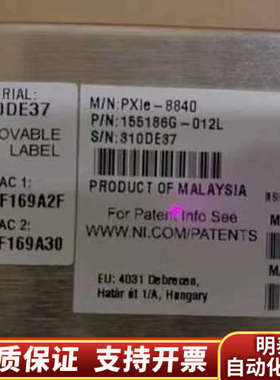 M/N:PXIe-8840
P/N:155186G-012L
S/N:310DE37
RIAL:
0DE37
OVABLE
LABEL
AC 1:
F169A2F
AC 2:
F169A30
PRODUCT OF MALAYSIA
For Patent Info See
WWW.NI.COM/PATENTS
EU: 4031 Debrecen,
Határ út 1/A, Hungary
质保证 支持开票
自动化